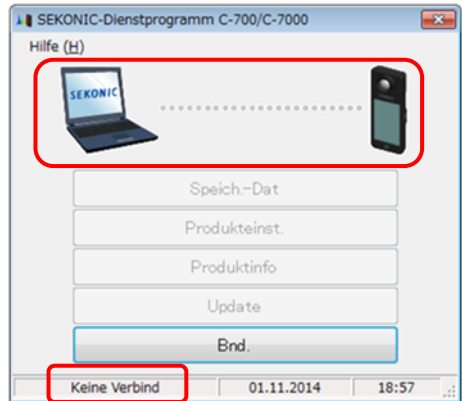 SEKONIC-Dienstprogramm C-700/C-7000
Hilfe (H)
SEKONIC
Speich.-Dat
Produkteinst.
Produktinfo
Update
Bnd.
Keine Verbind 01.11.2014 18:57